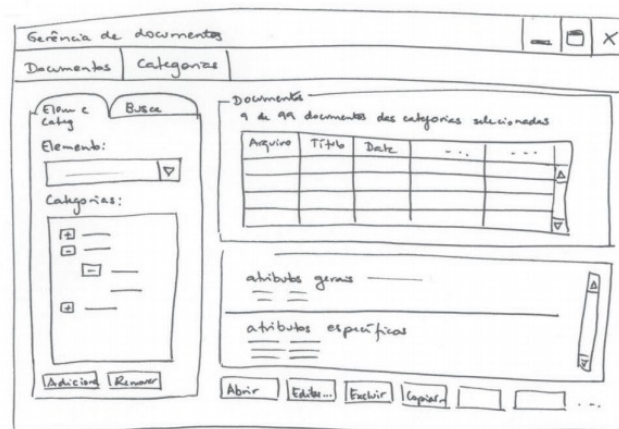 Gerência de documentos
Documentos
Categorias
Elem e
Categ
Busca
Elemento:
Categorias:
Adicionar
Remover
Documentos
9 de 99 documentos das categorias selecionadas
Arquivo Título Data ... ...
atributos gerais
atributos específicos
Abrir
Editar...
Excluir
Copiar...
...